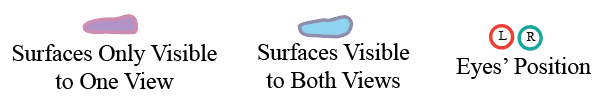 L R
Surfaces Only Visible
to One View
Surfaces Visible
to Both Views
Eyes' Position